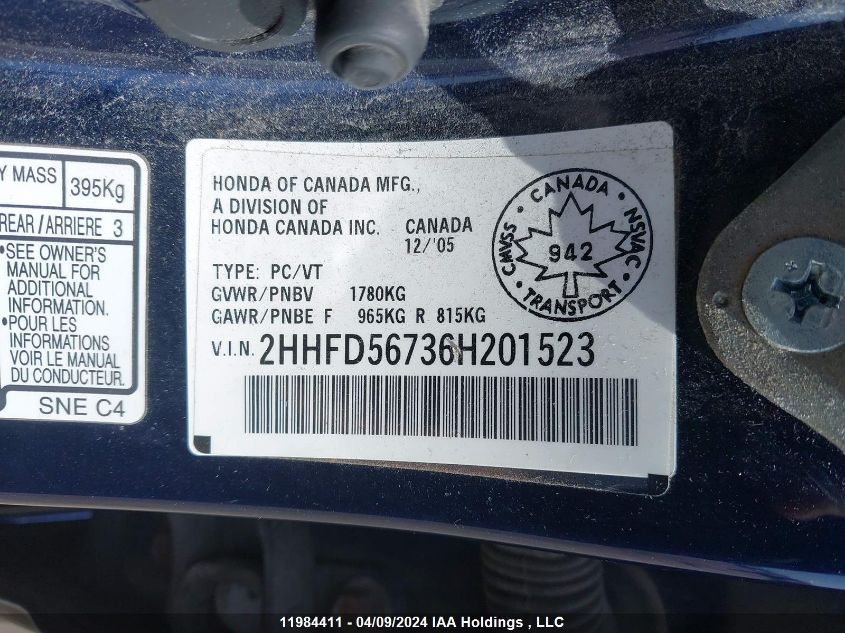 Y MASS
395Kg
REAR/ARRIERE 3
•SEE OWNER'S
MANUAL FOR
ADDITIONAL
INFORMATION.
•POUR LES
INFORMATIONS
VOIR LE MANUEL
DU CONDUCTEUR.
SNE C4
HONDA OF CANADA MFG.,
A DIVISION OF
HONDA CANADA INC. CANADA
12/'05
TYPE: PC/VT
GVWR/PNBV 1780KG
GAWR/PNBE F 965KG R 815KG
V.I.N. 2HHFD56736H201523
CANADA
CMVSS
942
NSVAC
TRANSPORT
11984411 - 04/09/2024 IAA Holdings , LLC